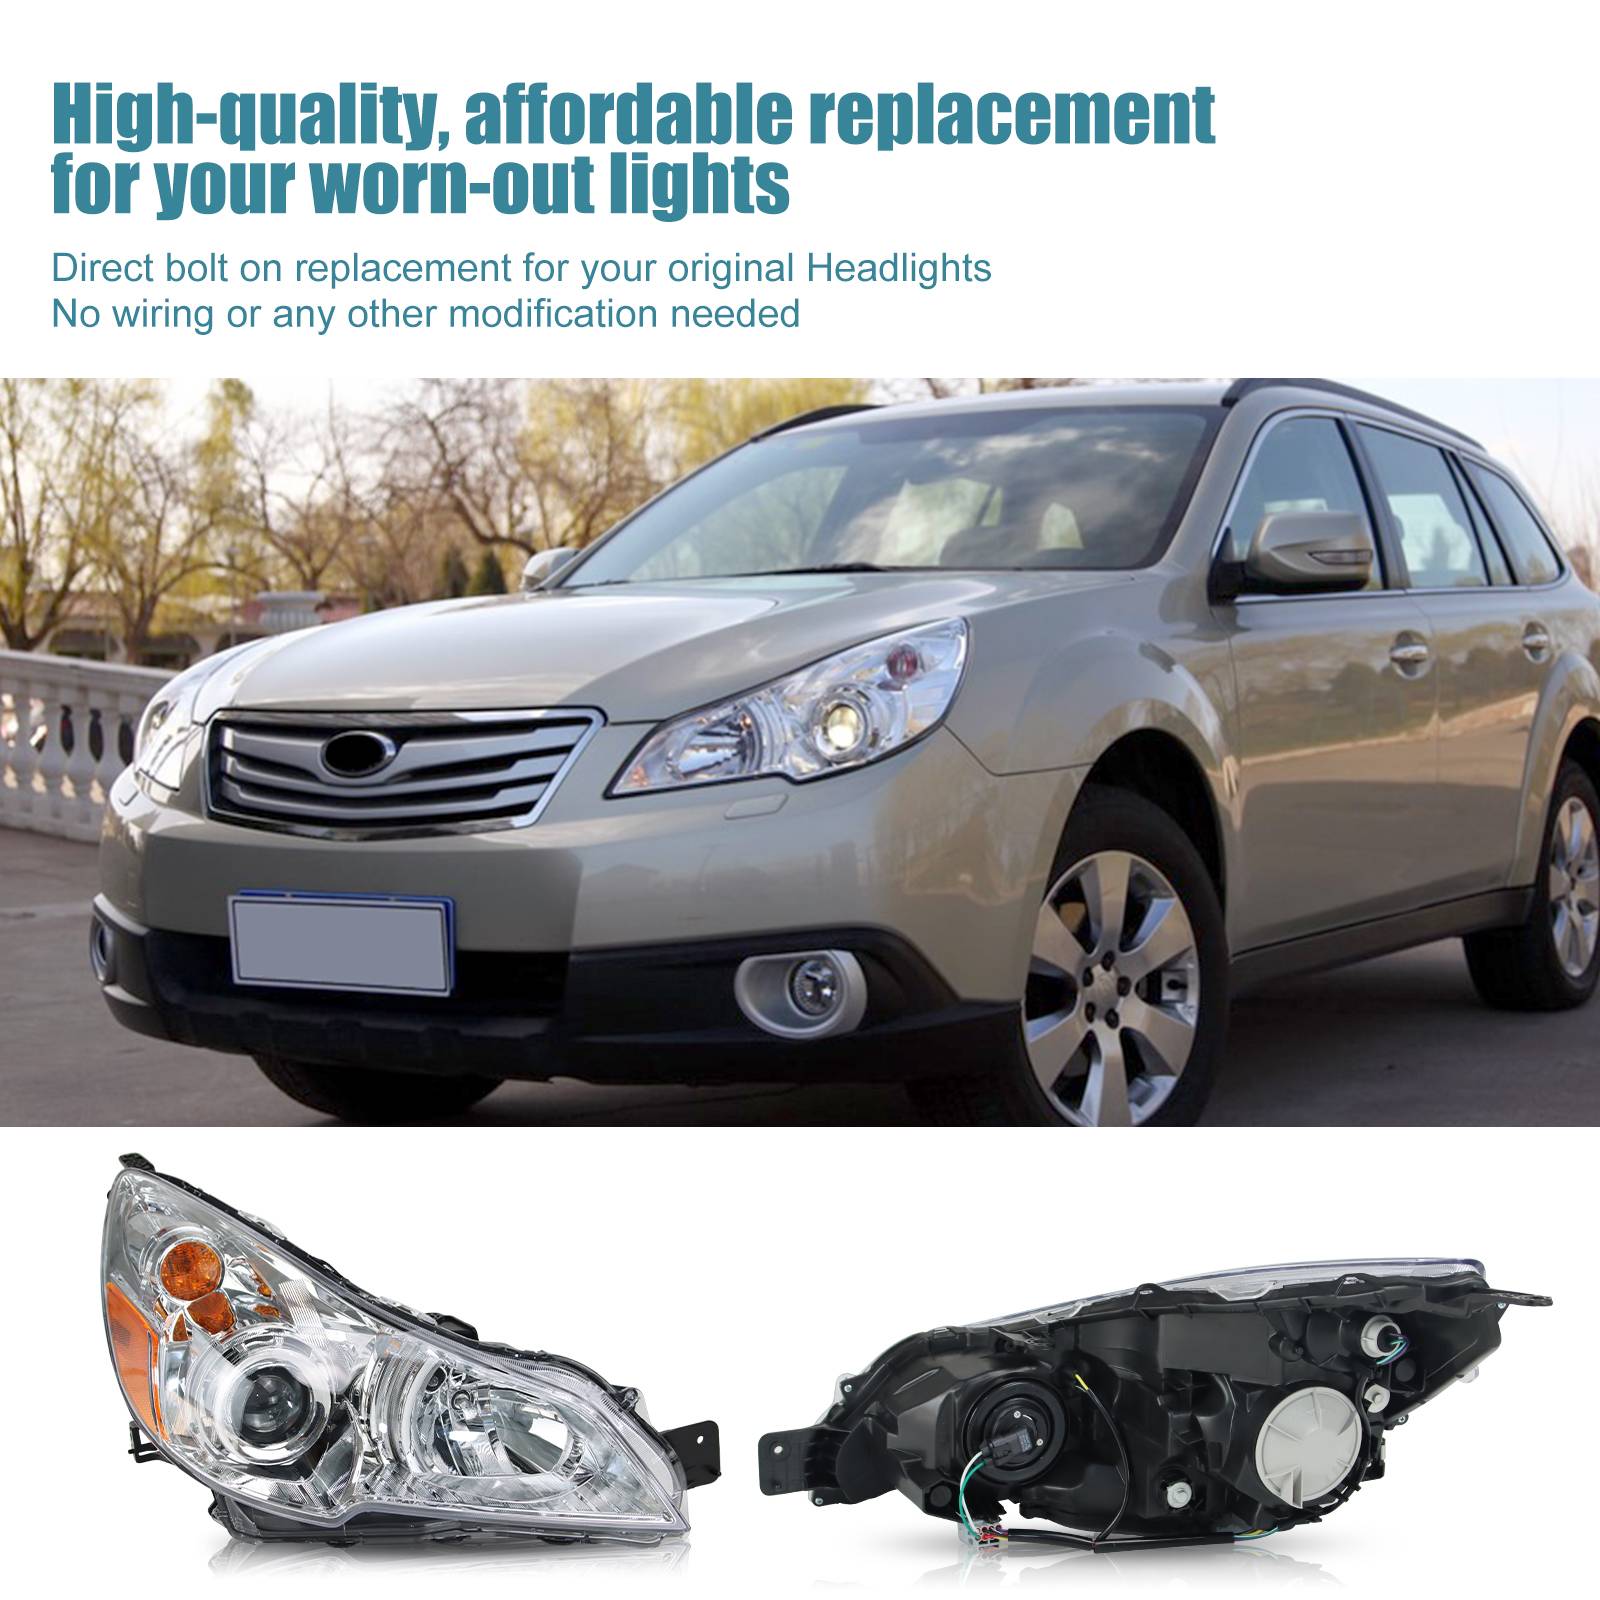 High-quality, affordable replacement
for your worn-out lights
Direct bolt on replacement for your original Headlights
No wiring or any other modification needed